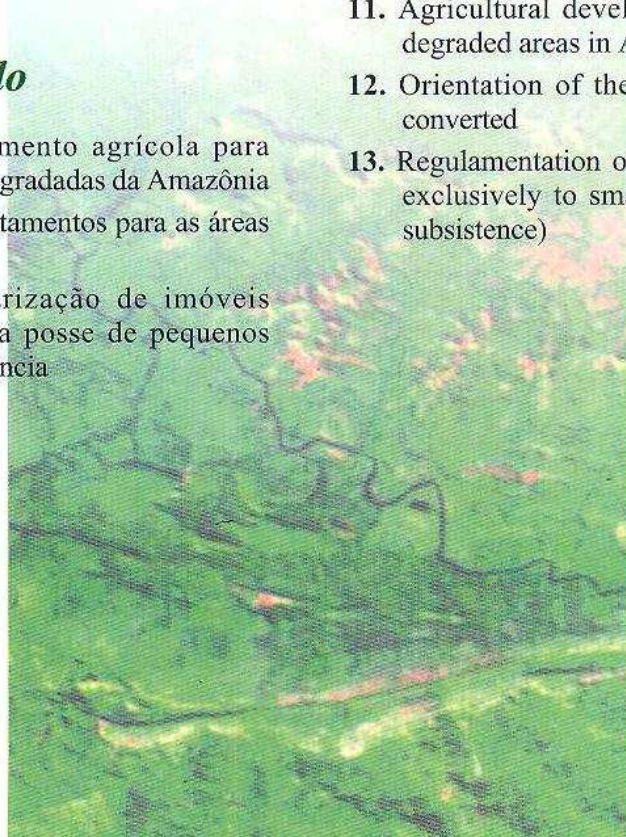 mento agrícola para
gradadas da Amazônia
tamentos para as áreas
rização de imóveis
a posse de pequenos
ncia
11. Agricultural devel
degraded areas in A
12. Orientation of the
converted
13. Regulamentation o
exclusively to sm
subsistence)